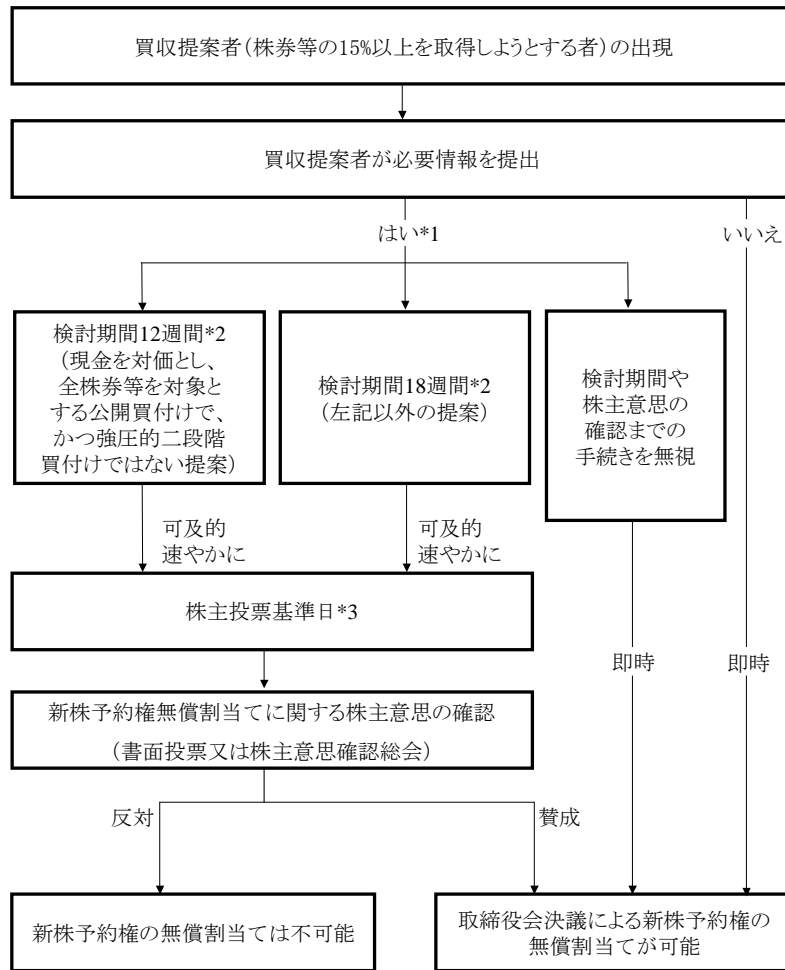 買収提案者(株券等の15%以上を取得しようとする者)の出現
買収提案者が必要情報を提出
はい*1
いいえ
検討期間12週間*2
(現金を対価とし、
全株券等を対象と
する公開買付けで、
かつ強圧的二段階
買付けではない提案)
検討期間18週間*2
(左記以外の提案)
検討期間や
株主意思の
確認までの
手続きを無視
可及的
速やかに
可及的
速やかに
株主投票基準日*3
即時
即時
新株予約権無償割当てに関する株主意思の確認
(書面投票又は株主意思確認総会)
反対
賛成
新株予約権の無償割当ては不可能
取締役会決議による新株予約権の
無償割当てが可能